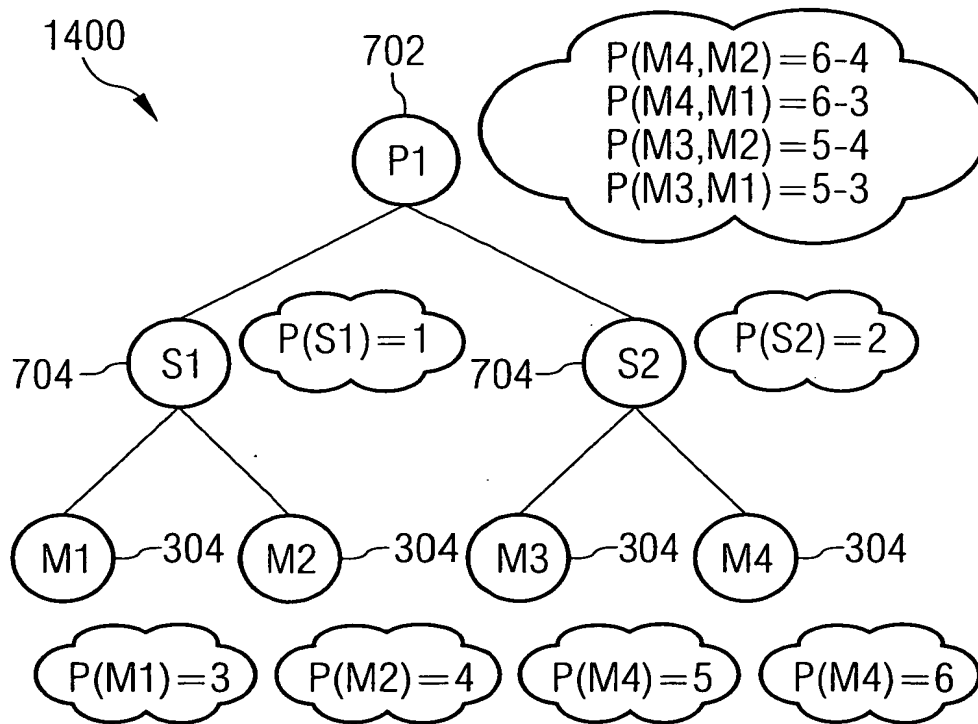 1400
702
P(M4,M2)=6-4
P(M4,M1)=6-3
P(M3,M2)=5-4
P(M3,M1)=5-3
P1
P(S1)=1
P(S2)=2
704
S1
704
S2
M1
304
M2
304
M3
304
M4
304
P(M1)=3
P(M2)=4
P(M4)=5
P(M4)=6